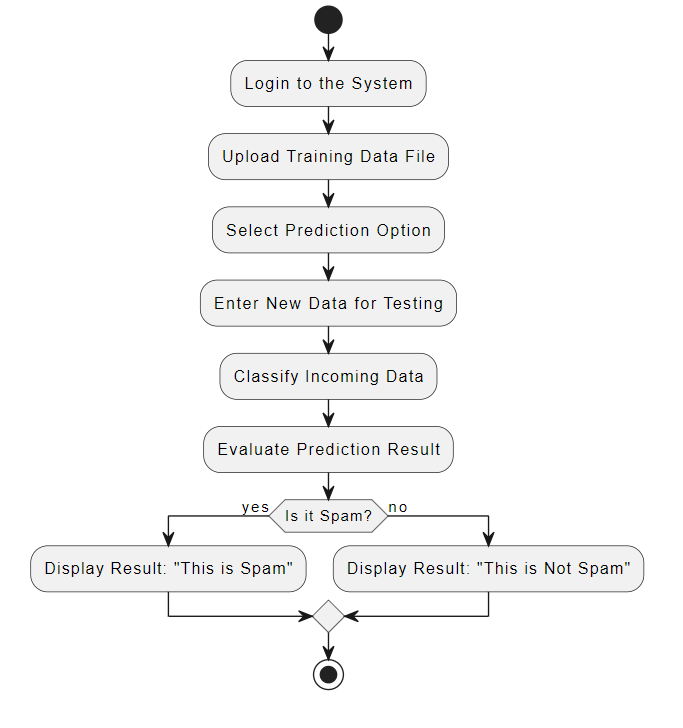 Login to the System
Upload Training Data File
Select Prediction Option
Enter New Data for Testing
Classify Incoming Data
Evaluate Prediction Result
yes
Is it Spam?
no
Display Result: "This is Spam"
Display Result: "This is Not Spam"